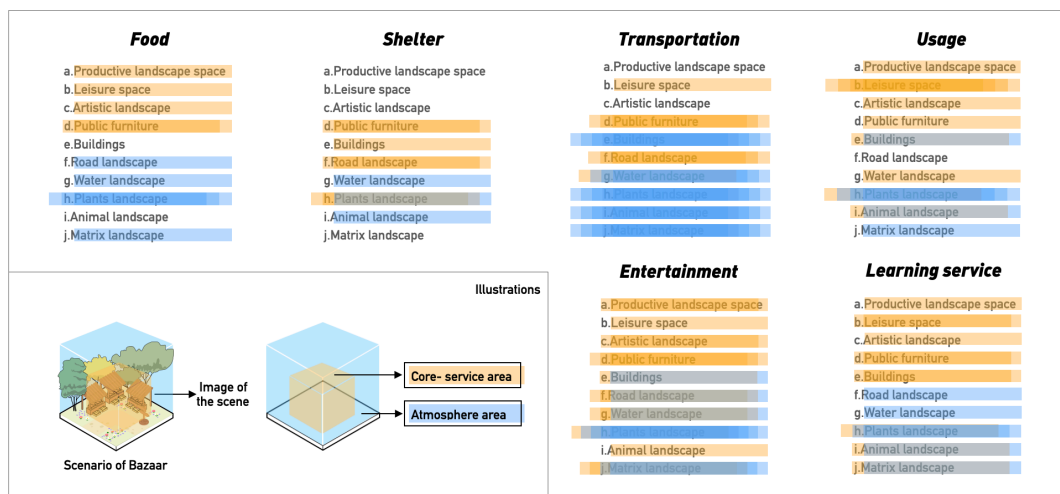 Food
a.Productive landscape space
b.Leisure space
c.Artistic landscape
d.Public furniture
e.Buildings
f.Road landscape
g.Water landscape
h.Plants landscape
i.Animal landscape
j.Matrix landscape
Shelter
a.Productive landscape space
b.Leisure space
c.Artistic landscape
d.Public furniture
e.Buildings
f.Road landscape
g.Water landscape
h.Plants landscape
i.Animal landscape
j.Matrix landscape
Transportation
a.Productive landscape space
b.Leisure space
c.Artistic landscape
d.Public furniture
e.Buildings
f.Road landscape
g.Water landscape
h.Plants landscape
i.Animal landscape
j.Matrix landscape
Usage
a.Productive landscape space
b.Leisure space
c.Artistic landscape
d.Public furniture
e.Buildings
f.Road landscape
g.Water landscape
h.Plants landscape
i.Animal landscape
j.Matrix landscape
Illustrations
Image of
the scene
Core- service area
Atmosphere area
Scenario of Bazaar
Entertainment
a.Productive landscape space
b.Leisure space
c.Artistic landscape
d.Public furniture
e.Buildings
f.Road landscape
g.Water landscape
h.Plants landscape
i.Animal landscape
j.Matrix landscape
Learning service
a.Productive landscape space
b.Leisure space
c.Artistic landscape
d.Public furniture
e.Buildings
f.Road landscape
g.Water landscape
h.Plants landscape
i.Animal landscape
j.Matrix landscape